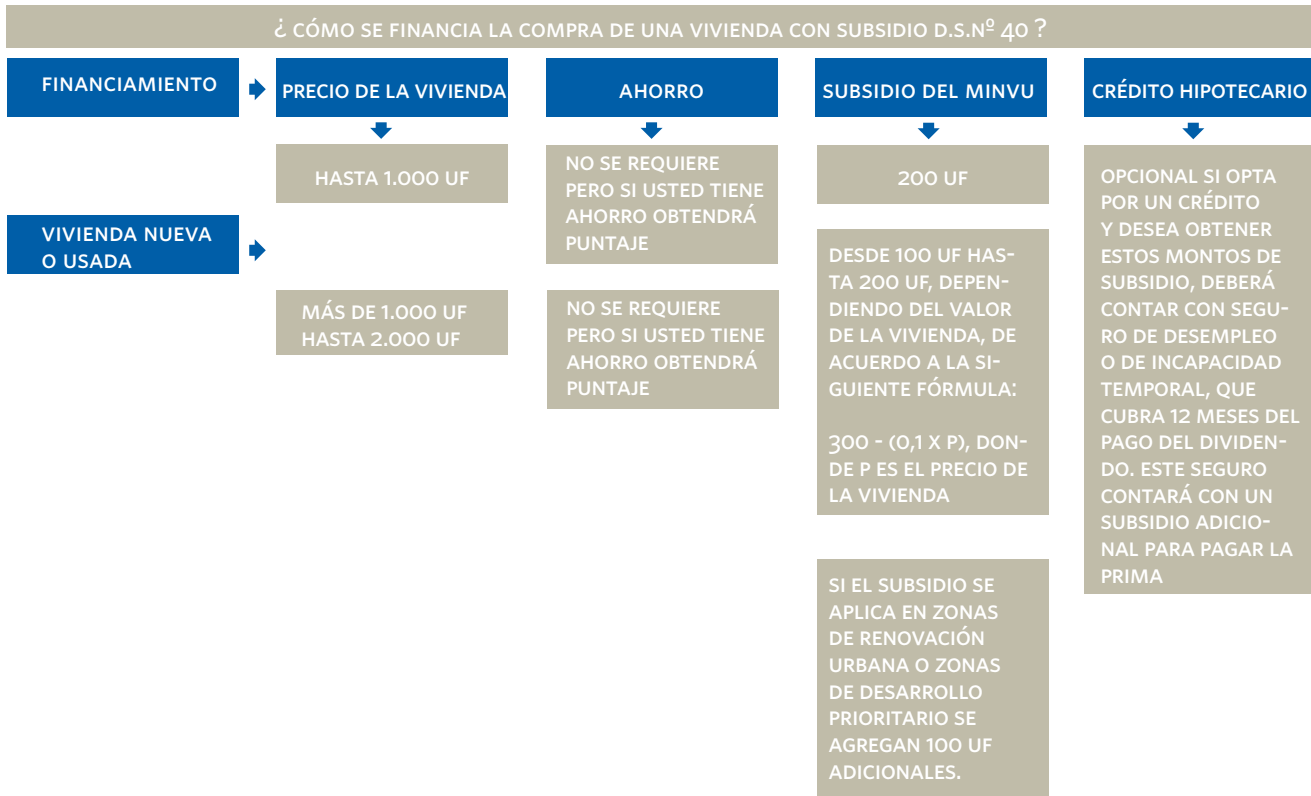 ¿ CÓMO SE FINANCIA LA COMPRA DE UNA VIVIENDA CON SUBSIDIO D.S.Nº 40 ?
FINANCIAMIENTO
PRECIO DE LA VIVIENDA
AHORRO
SUBSIDIO DEL MINVU
CRÉDITO HIPOTECARIO
VIVIENDA NUEVA
O USADA
HASTA 1.000 UF
MÁS DE 1.000 UF
HASTA 2.000 UF
NO SE REQUIERE
PERO SI USTED TIENE
AHORRO OBTENDRÁ
PUNTAJE
NO SE REQUIERE
PERO SI USTED TIENE
AHORRO OBTENDRÁ
PUNTAJE
200 UF
DESDE 100 UF HAS-
TA 200 UF, DEPEN-
DIENDO DEL VALOR
DE LA VIVIENDA, DE
ACUERDO A LA SI-
GUIENTE FÓRMULA:
300 - (0,1 X P), DON-
DE P ES EL PRECIO DE
LA VIVIENDA
SI EL SUBSIDIO SE
APLICA EN ZONAS
DE RENOVACIÓN
URBANA O ZONAS
DE DESARROLLO
PRIORITARIO SE
AGREGAN 100 UF
ADICIONALES.
OPCIONAL SI OPTA
POR UN CRÉDITO
Y DESEA OBTENER
ESTOS MONTOS DE
SUBSIDIO, DEBERÁ
CONTAR CON SEGU-
RO DE DESEMPLEO
O DE INCAPACIDAD
TEMPORAL, QUE
CUBRA 12 MESES DEL
PAGO DEL DIVIDEN-
DO. ESTE SEGURO
CONTARÁ CON UN
SUBSIDIO ADICIO-
NAL PARA PAGAR LA
PRIMA